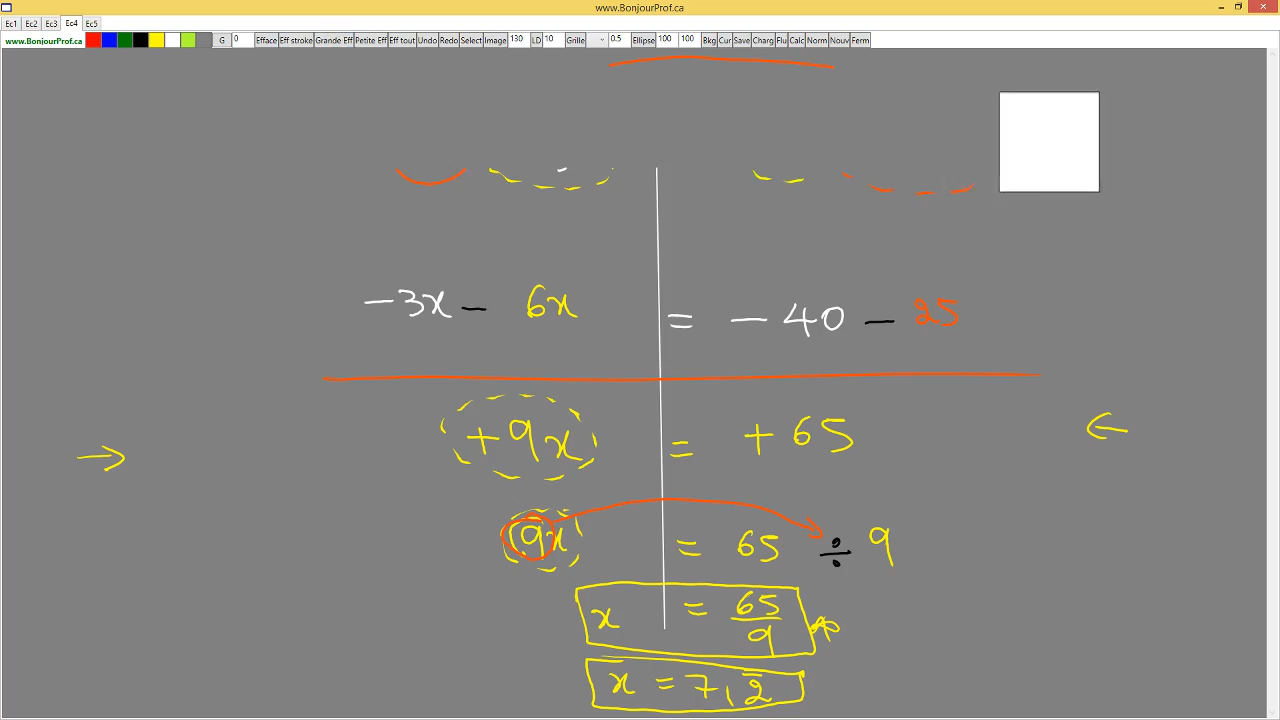 www.BonjourProf.ca
Ec1 Ec2 Ec3 Ec4 Ec5
www.BonjourProf.ca G 0 Efface Eff stroke Grande Eff Petite Eff Eff tout Undo Redo Select Image 130 LD 10 Grille 0.5 Ellipse 100 100 Bkg Cur Save Charg Flu Calc Norm Nouv Ferm
-3x - 6x = -40 - 25
+9x = +65
9x = 65 ÷ 9
x = 65/9
x = 7,2̅